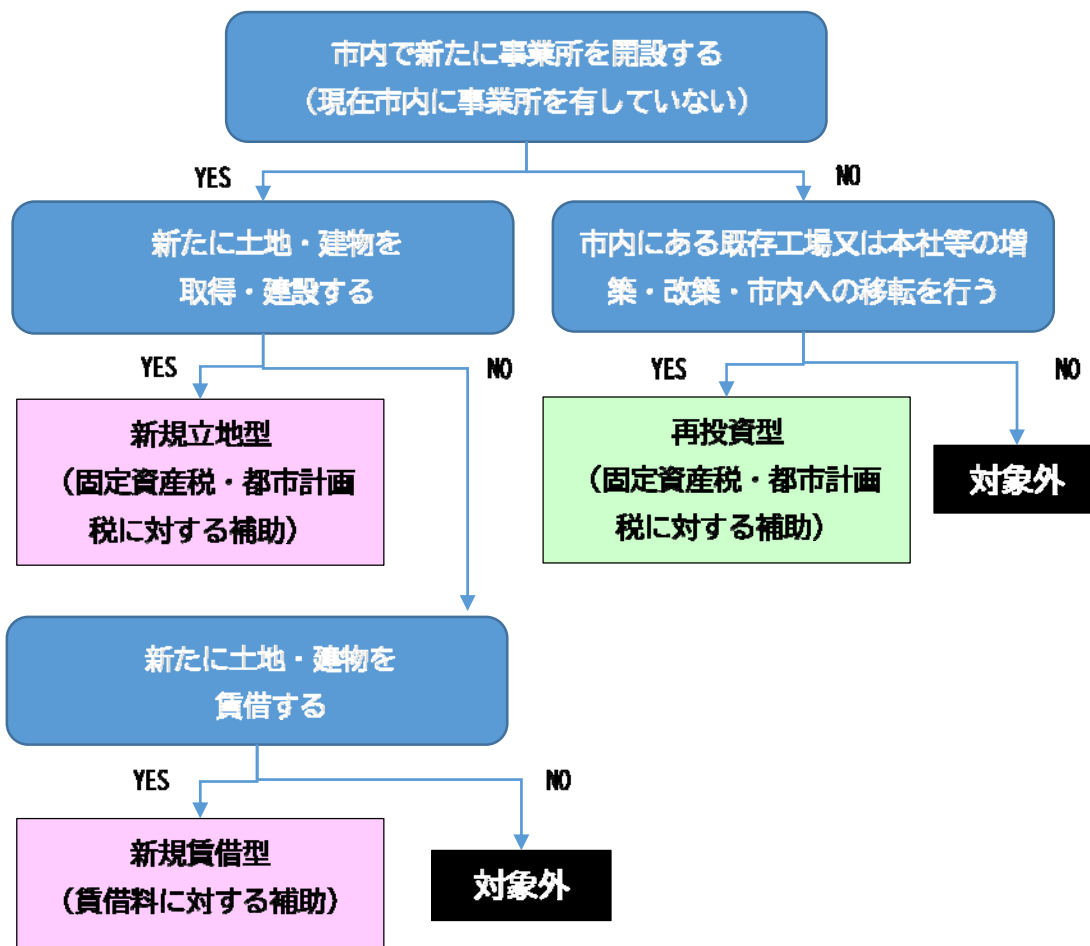 市内で新たに事業所を開設する
（現在市内に事業所を有していない）
YES
NO
新たに土地・建物を
取得・建設する
市内にある既存工場又は本社等の増
築・改築・市内への移転を行う
YES
NO
YES
NO
新規立地型
（固定資産税・都市計画
税に対する補助）
再投資型
（固定資産税・都市計画
税に対する補助）
対象外
新たに土地・建物を
賃借する
YES
NO
新規賃借型
（賃借料に対する補助）
対象外